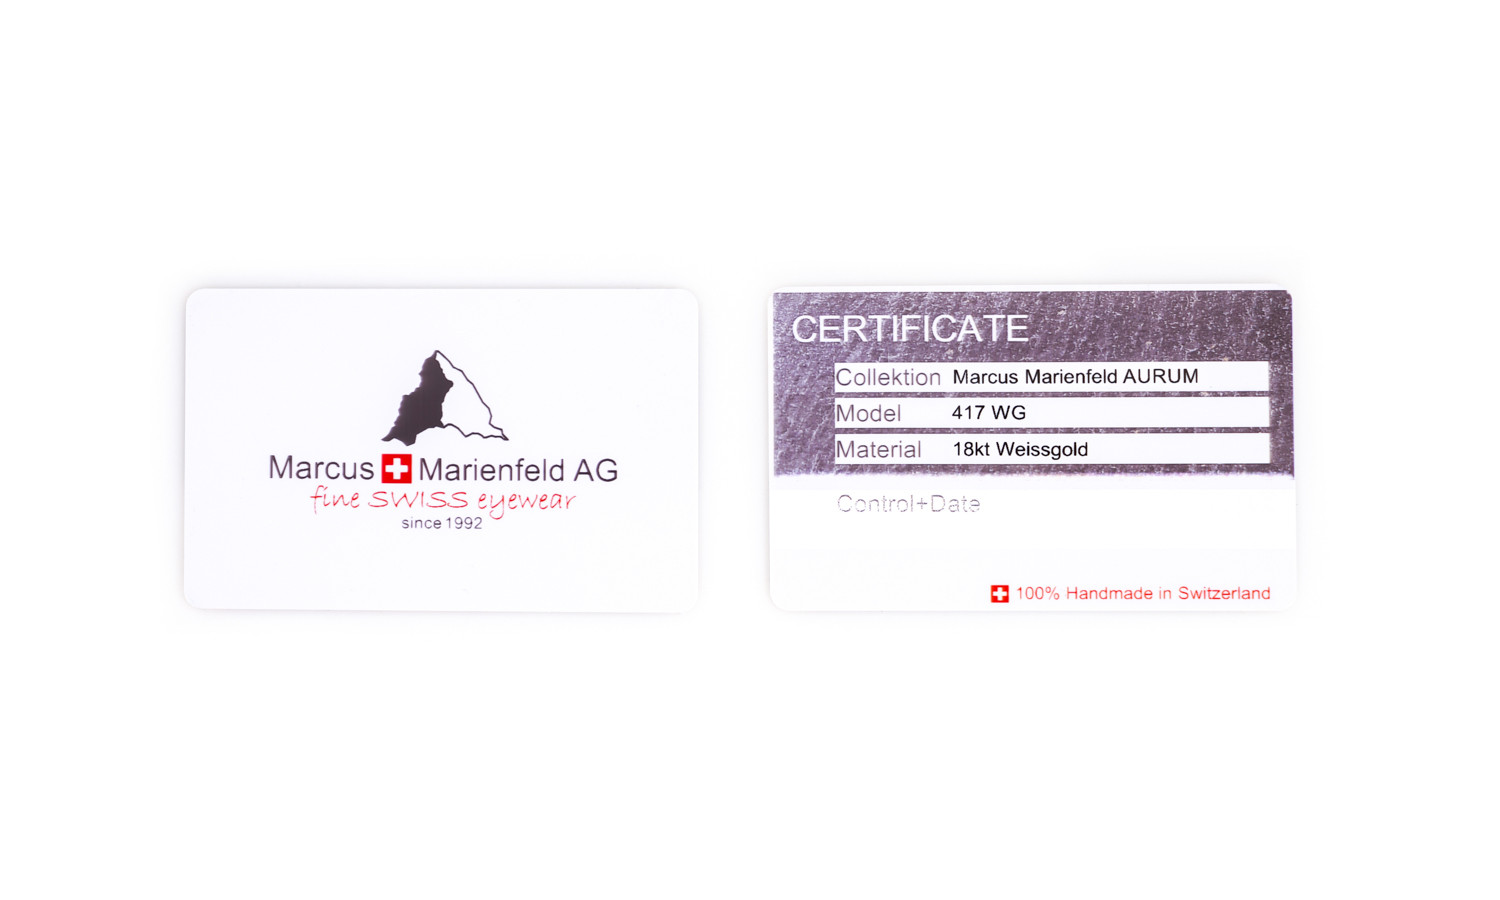 Marcus Marienfeld AG
fine SWISS eyewear
since 1992
CERTIFICATE
Collektion Marcus Marienfeld AURUM
Model 417 WG
Material 18kt Weissgold
Control+Date
100% Handmade in Switzerland